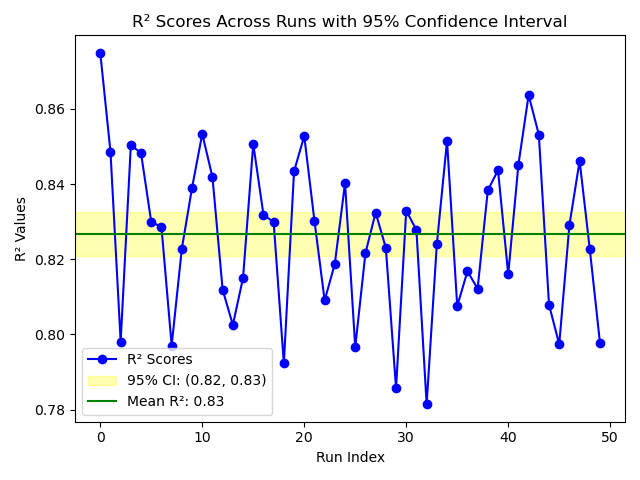 R² Scores Across Runs with 95% Confidence Interval
R² Values
0.86
0.84
0.82
0.80
0.78
R² Scores
95% CI: (0.82, 0.83)
Mean R²: 0.83
0 10 20 30 40 50
Run Index